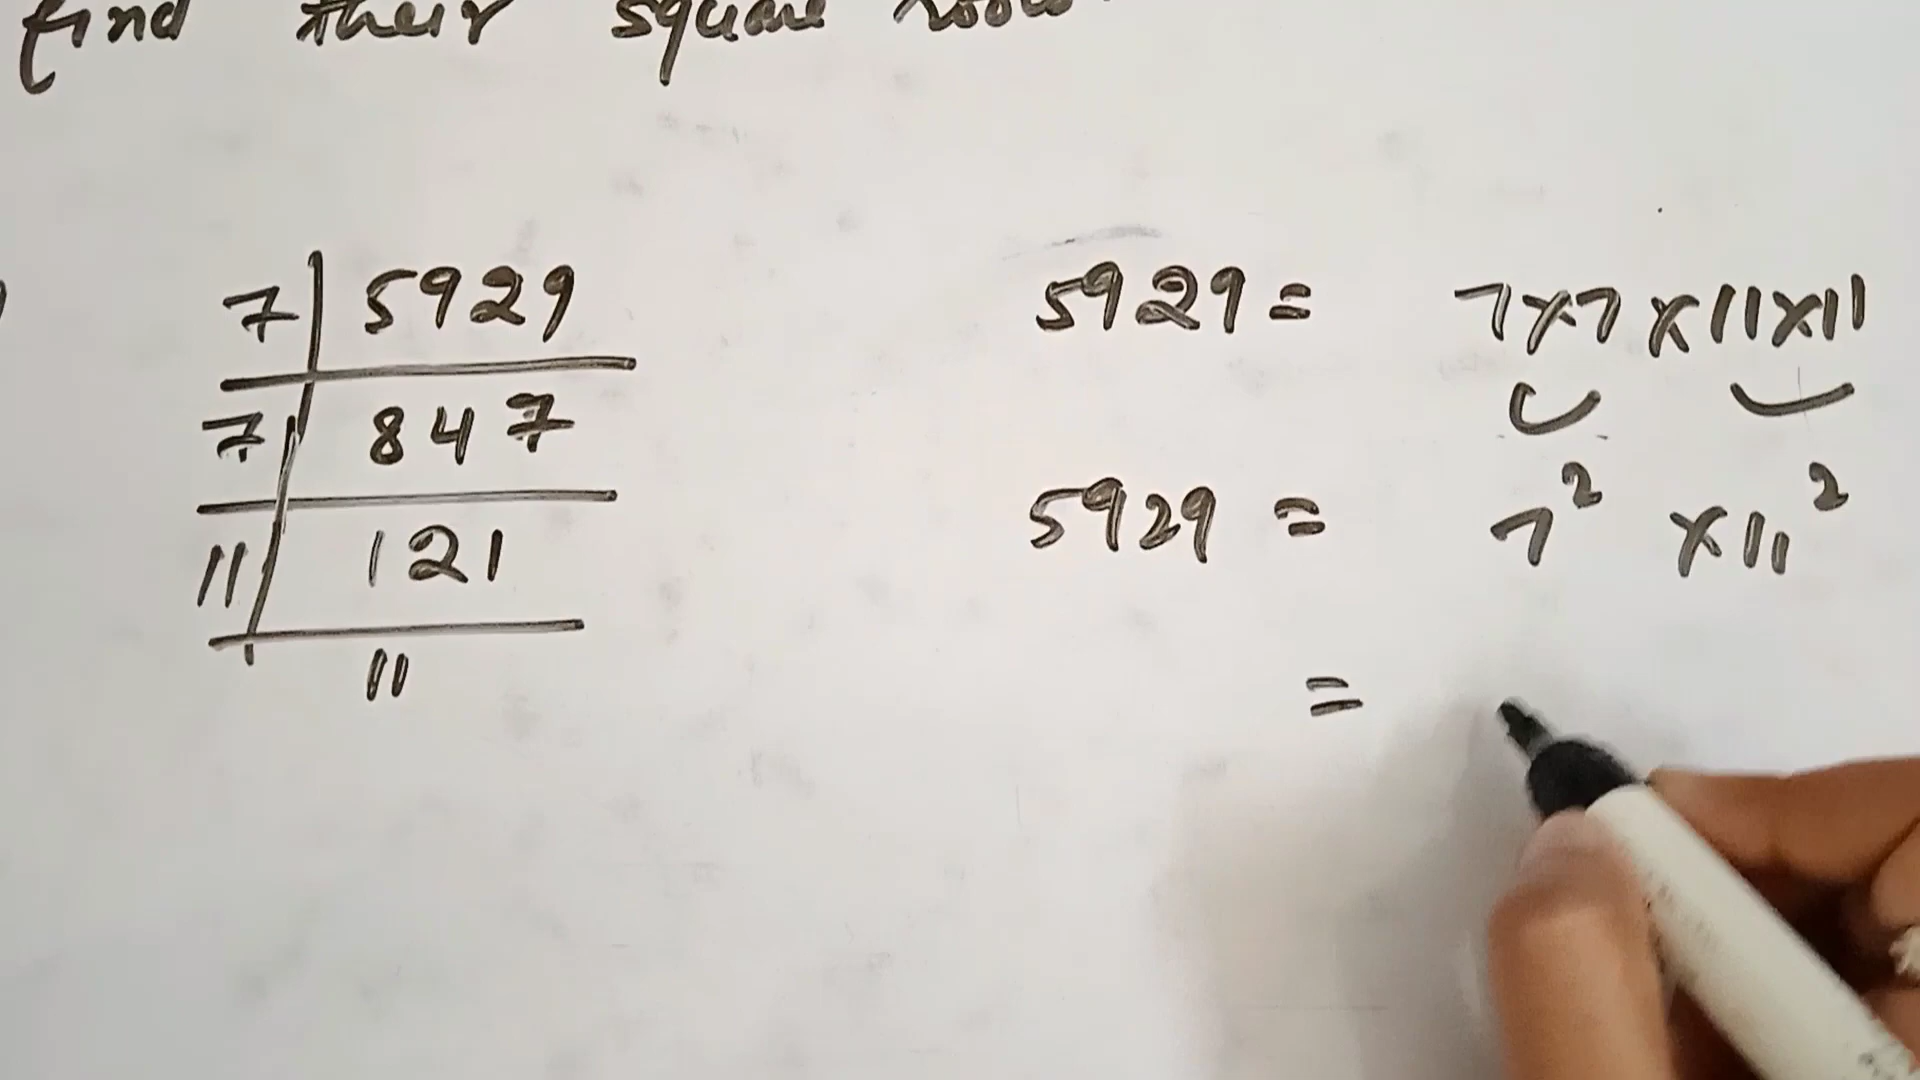 find their square roots.
7 | 5929
7 | 847
11 | 121
11
5929 = 7×7×11×11
5929 = 7² ×11²
=